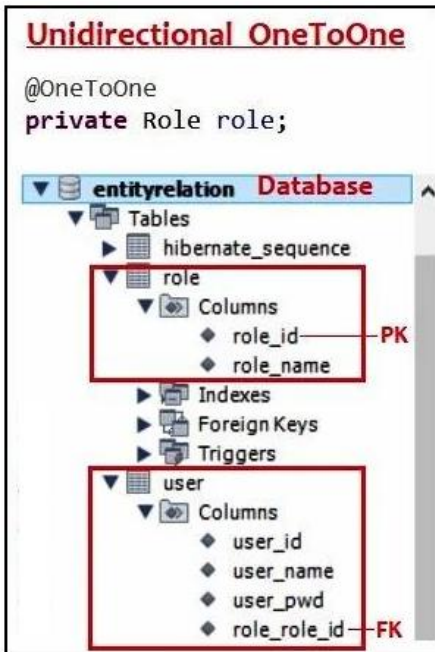 Unidirectional OneToOne
@OneToOne
private Role role;
entityrelation Database
Tables
hibernate_sequence
role
Columns
role_id PK
role_name
Indexes
Foreign Keys
Triggers
user
Columns
user_id
user_name
user_pwd
role_role_id FK